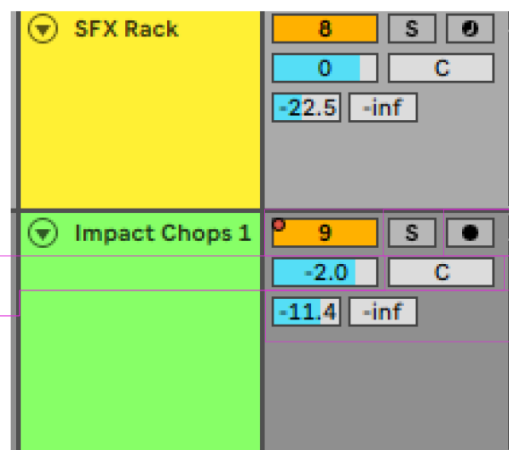 SFX Rack 8 S
0 C
-22.5 -inf
Impact Chops 1 9 S
-2.0 C
-11.4 -inf